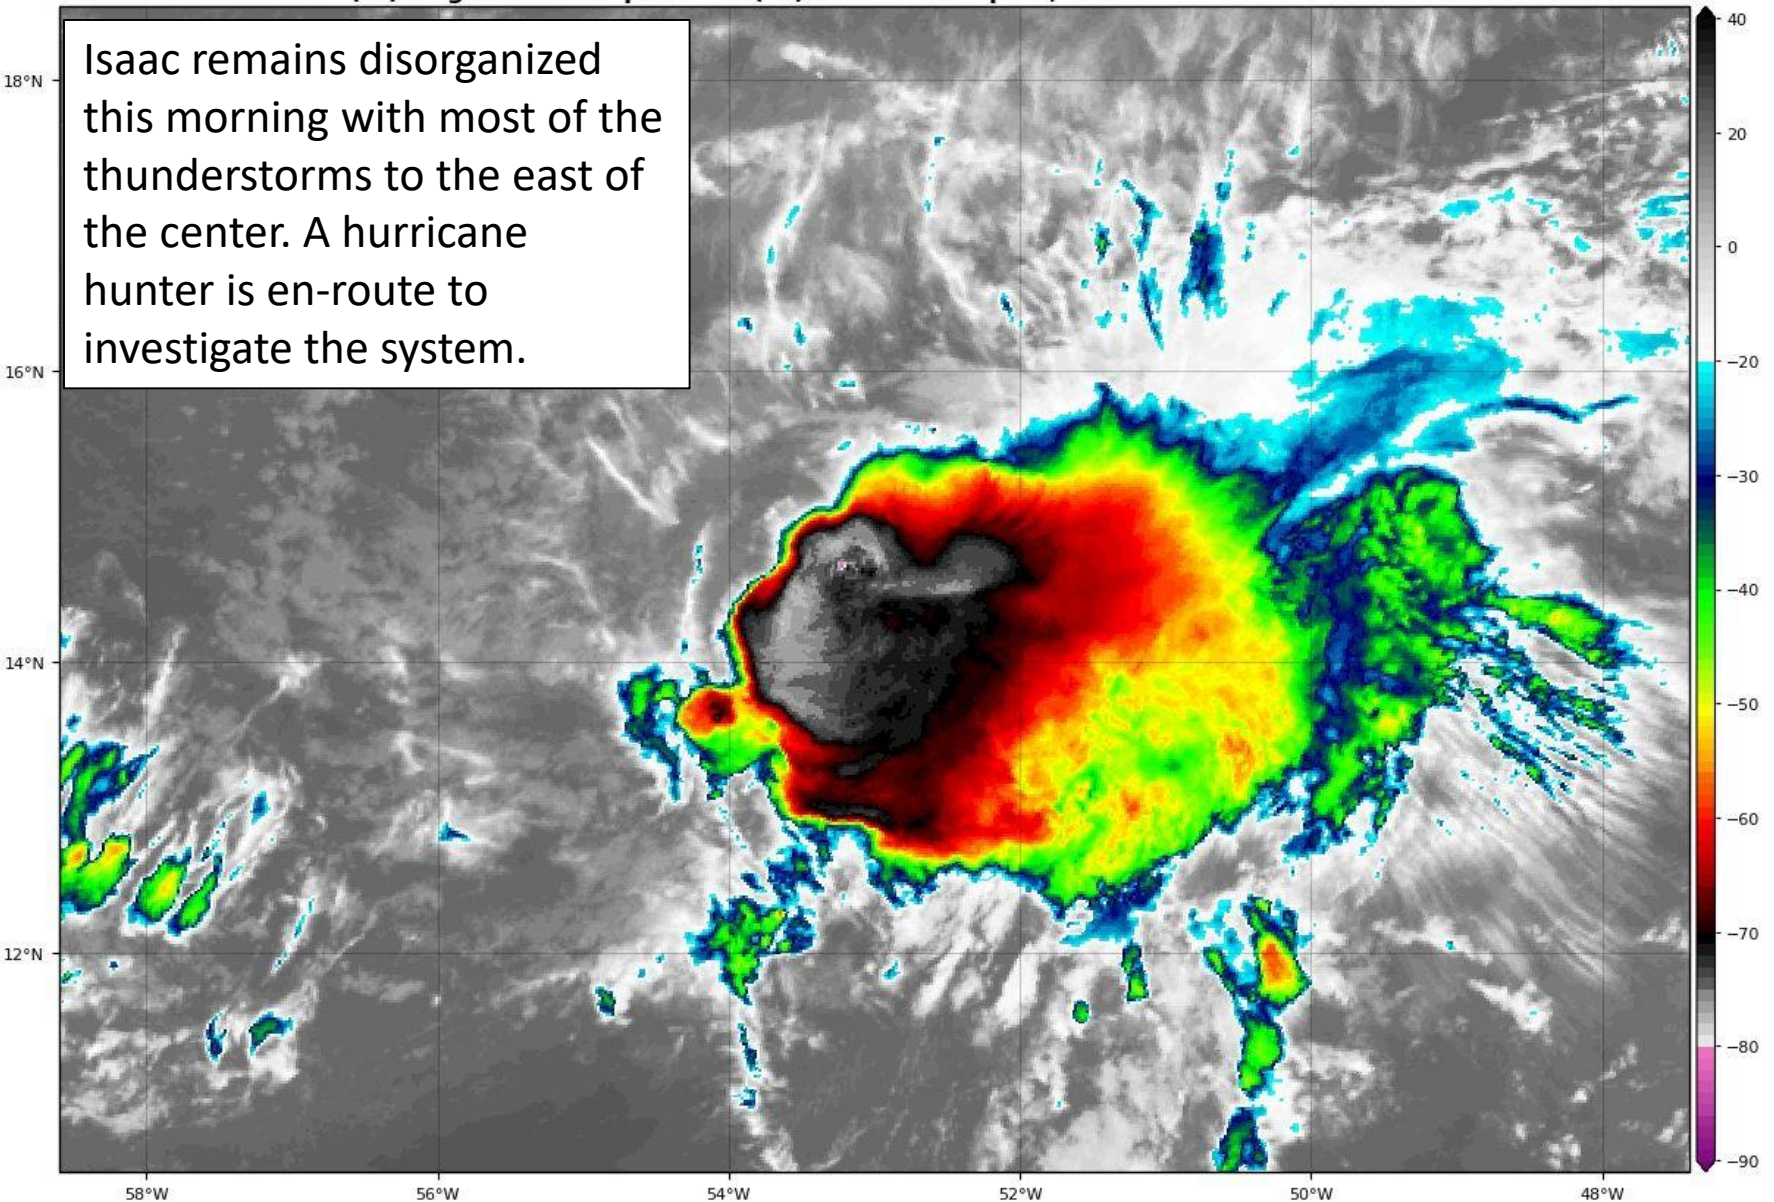 Isaac remains disorganized
this morning with most of the
thunderstorms to the east of
the center. A hurricane
hunter is en-route to
investigate the system.
40
18°N
20
0
16°N
−20
−30
−40
14°N
−50
−60
−70
12°N
−80
−90
58°W 56°W 54°W 52°W 50°W 48°W